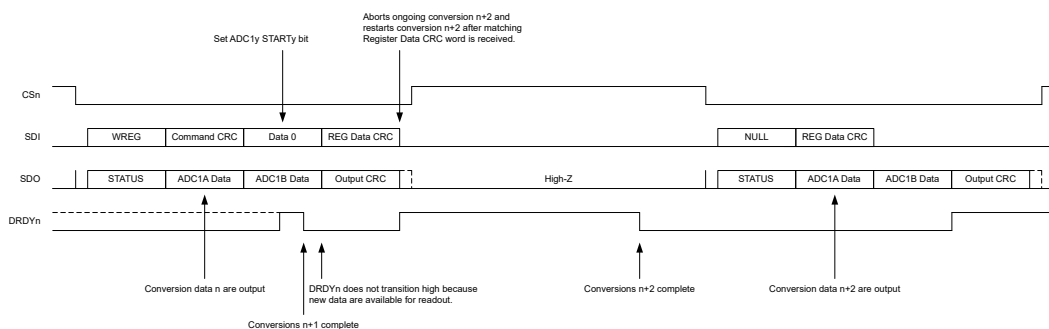 Aborts ongoing conversion n+2 and
restarts conversion n+2 after matching
Register Data CRC word is received.
Set ADC1y STARTy bit
CSn
SDI
WREG
Command CRC
Data 0
REG Data CRC
NULL
REG Data CRC
SDO
STATUS
ADC1A Data
ADC1B Data
Output CRC
High-Z
STATUS
ADC1A Data
ADC1B Data
Output CRC
DRDYn
Conversion data n are output
DRDYn does not transition high because
new data are available for readout.
Conversions n+2 complete
Conversion data n+2 are output
Conversions n+1 complete